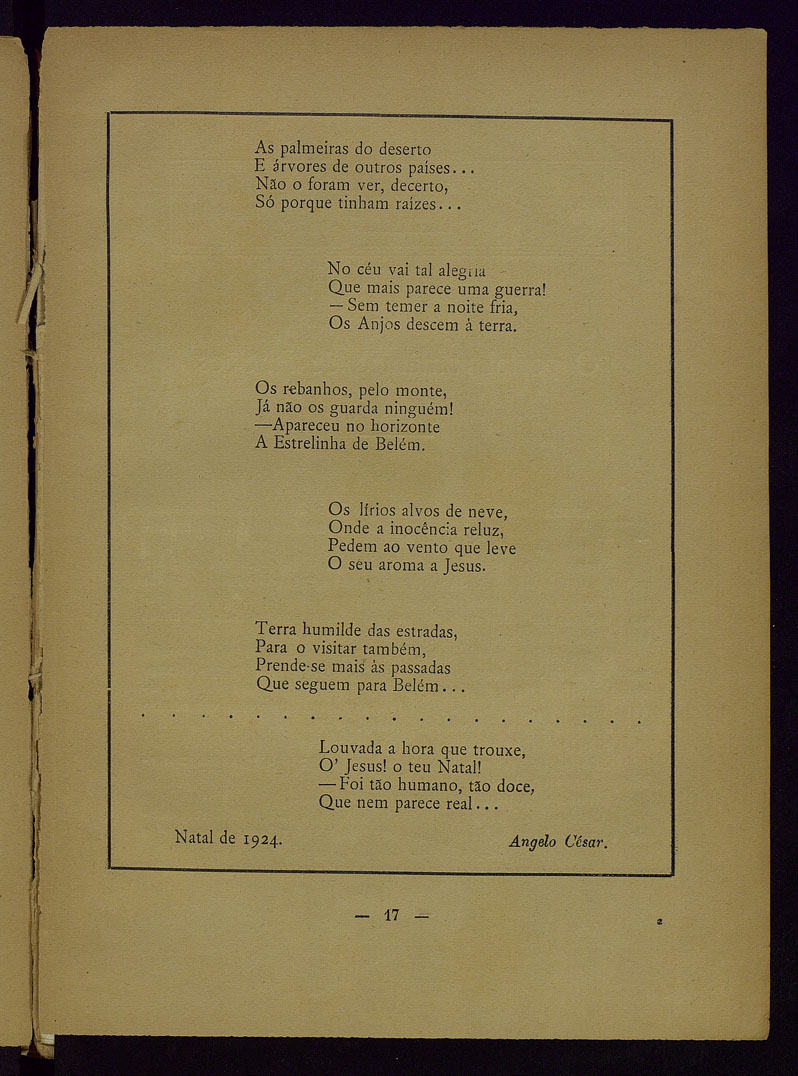 As palmeiras do deserto
E árvores de outros países...
Não o foram ver, decerto,
Só porque tinham raízes...
No céu vai tal alegria
Que mais parece uma guerra!
— Sem temer a noite fria,
Os Anjos descem á terra.
Os rebanhos, pelo monte,
Já não os guarda ninguém!
—Apareceu no horizonte
A Estrelinha de Belém.
Os lírios alvos de neve,
Onde a inocência reluz,
Pedem ao vento que leve
O seu aroma a Jesus.
Terra humilde das estradas,
Para o visitar também,
Prende-se mais às passadas
Que seguem para Belém...
. . . . . . . . . . . . . . . . . . .
Louvada a hora que trouxe,
O' Jesus! o teu Natal!
— Foi tão humano, tão doce,
Que nem parece real...
Natal de 1924. Angelo César.
— 17 — 2